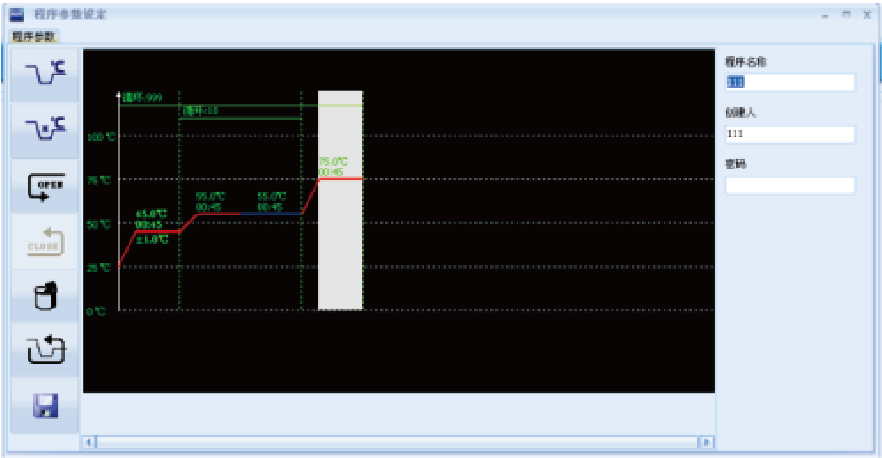 程序参数设定
程序参数
℃
℃
OPEN
CLOSE
循环:999
循环:10
100 ℃
75 ℃
50 ℃
25 ℃
0 ℃
45.0℃
00:45
±1.0℃
55.0℃
00:45
55.0℃
00:45
75.0℃
00:45
程序名称
111
创建人
111
密码